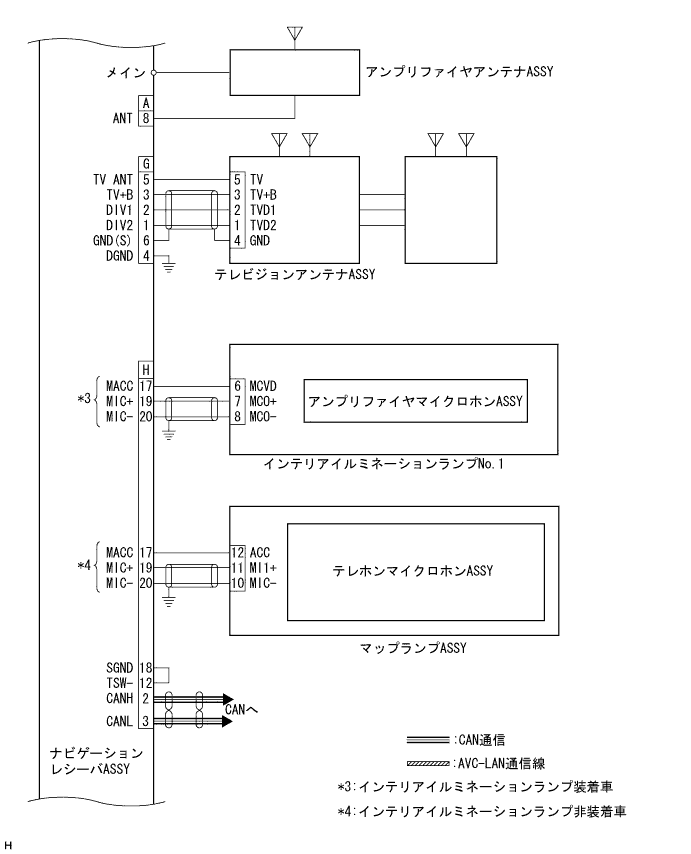 メイン
アンプリファイヤアンテナASSY
A
ANT 8
G
TV ANT 5 5 TV
TV+B 3 3 TV+B
DIV1 2 2 TVD1
DIV2 1 1 TVD2
GND(S) 6 4 GND
DGND 4
テレビジョンアンテナASSY
H
MACC 17 6 MCVD
*3 MIC+ 19 7 MCO+
MIC- 20 8 MCO-
アンプリファイヤマイクロホンASSY
インテリアイルミネーションランプNo.1
MACC 17 12 ACC
*4 MIC+ 19 11 MI1+
MIC- 20 10 MIC-
テレホンマイクロホンASSY
マップランプASSY
SGND 18
TSW- 12
CANH 2
CANへ
CANL 3
ナビゲーション
レシーバASSY
:CAN通信
:AVC-LAN通信線
*3:インテリアイルミネーションランプ装着車
*4:インテリアイルミネーションランプ非装着車
H